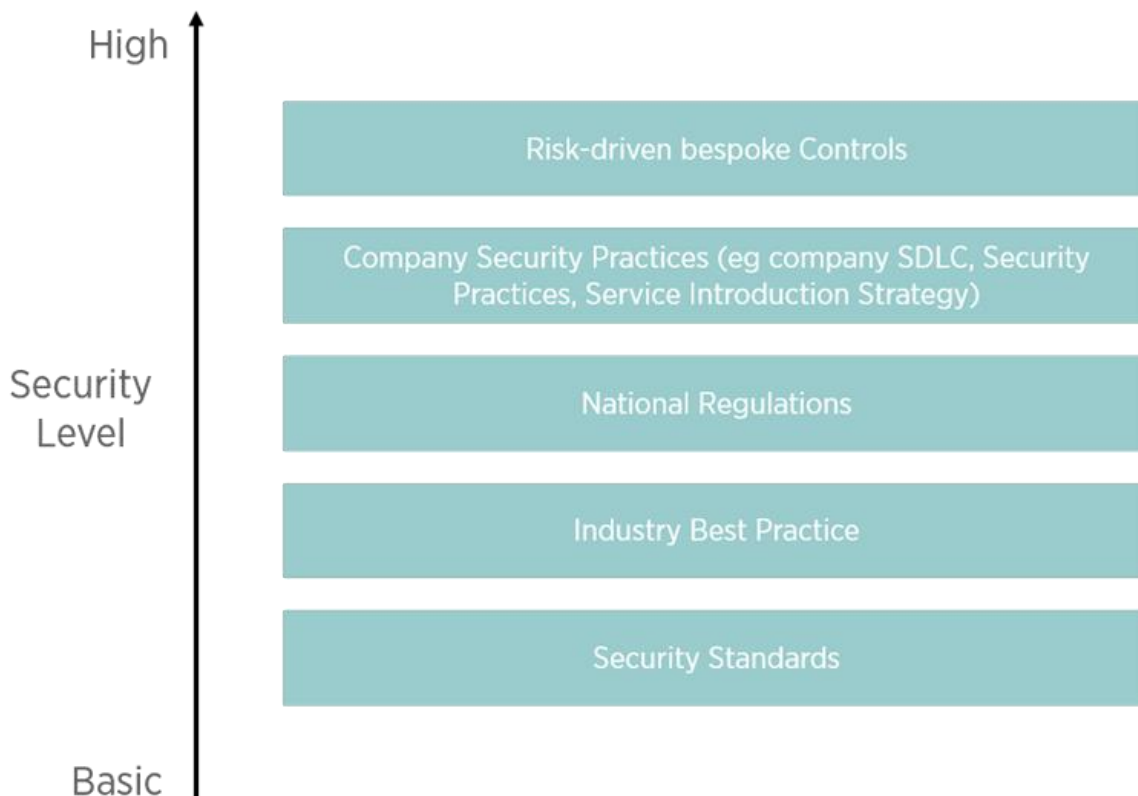 High
Risk-driven bespoke Controls
Company Security Practices (eg company SDLC, Security
Practices, Service Introduction Strategy)
National Regulations
Security
Level
Industry Best Practice
Security Standards
Basic